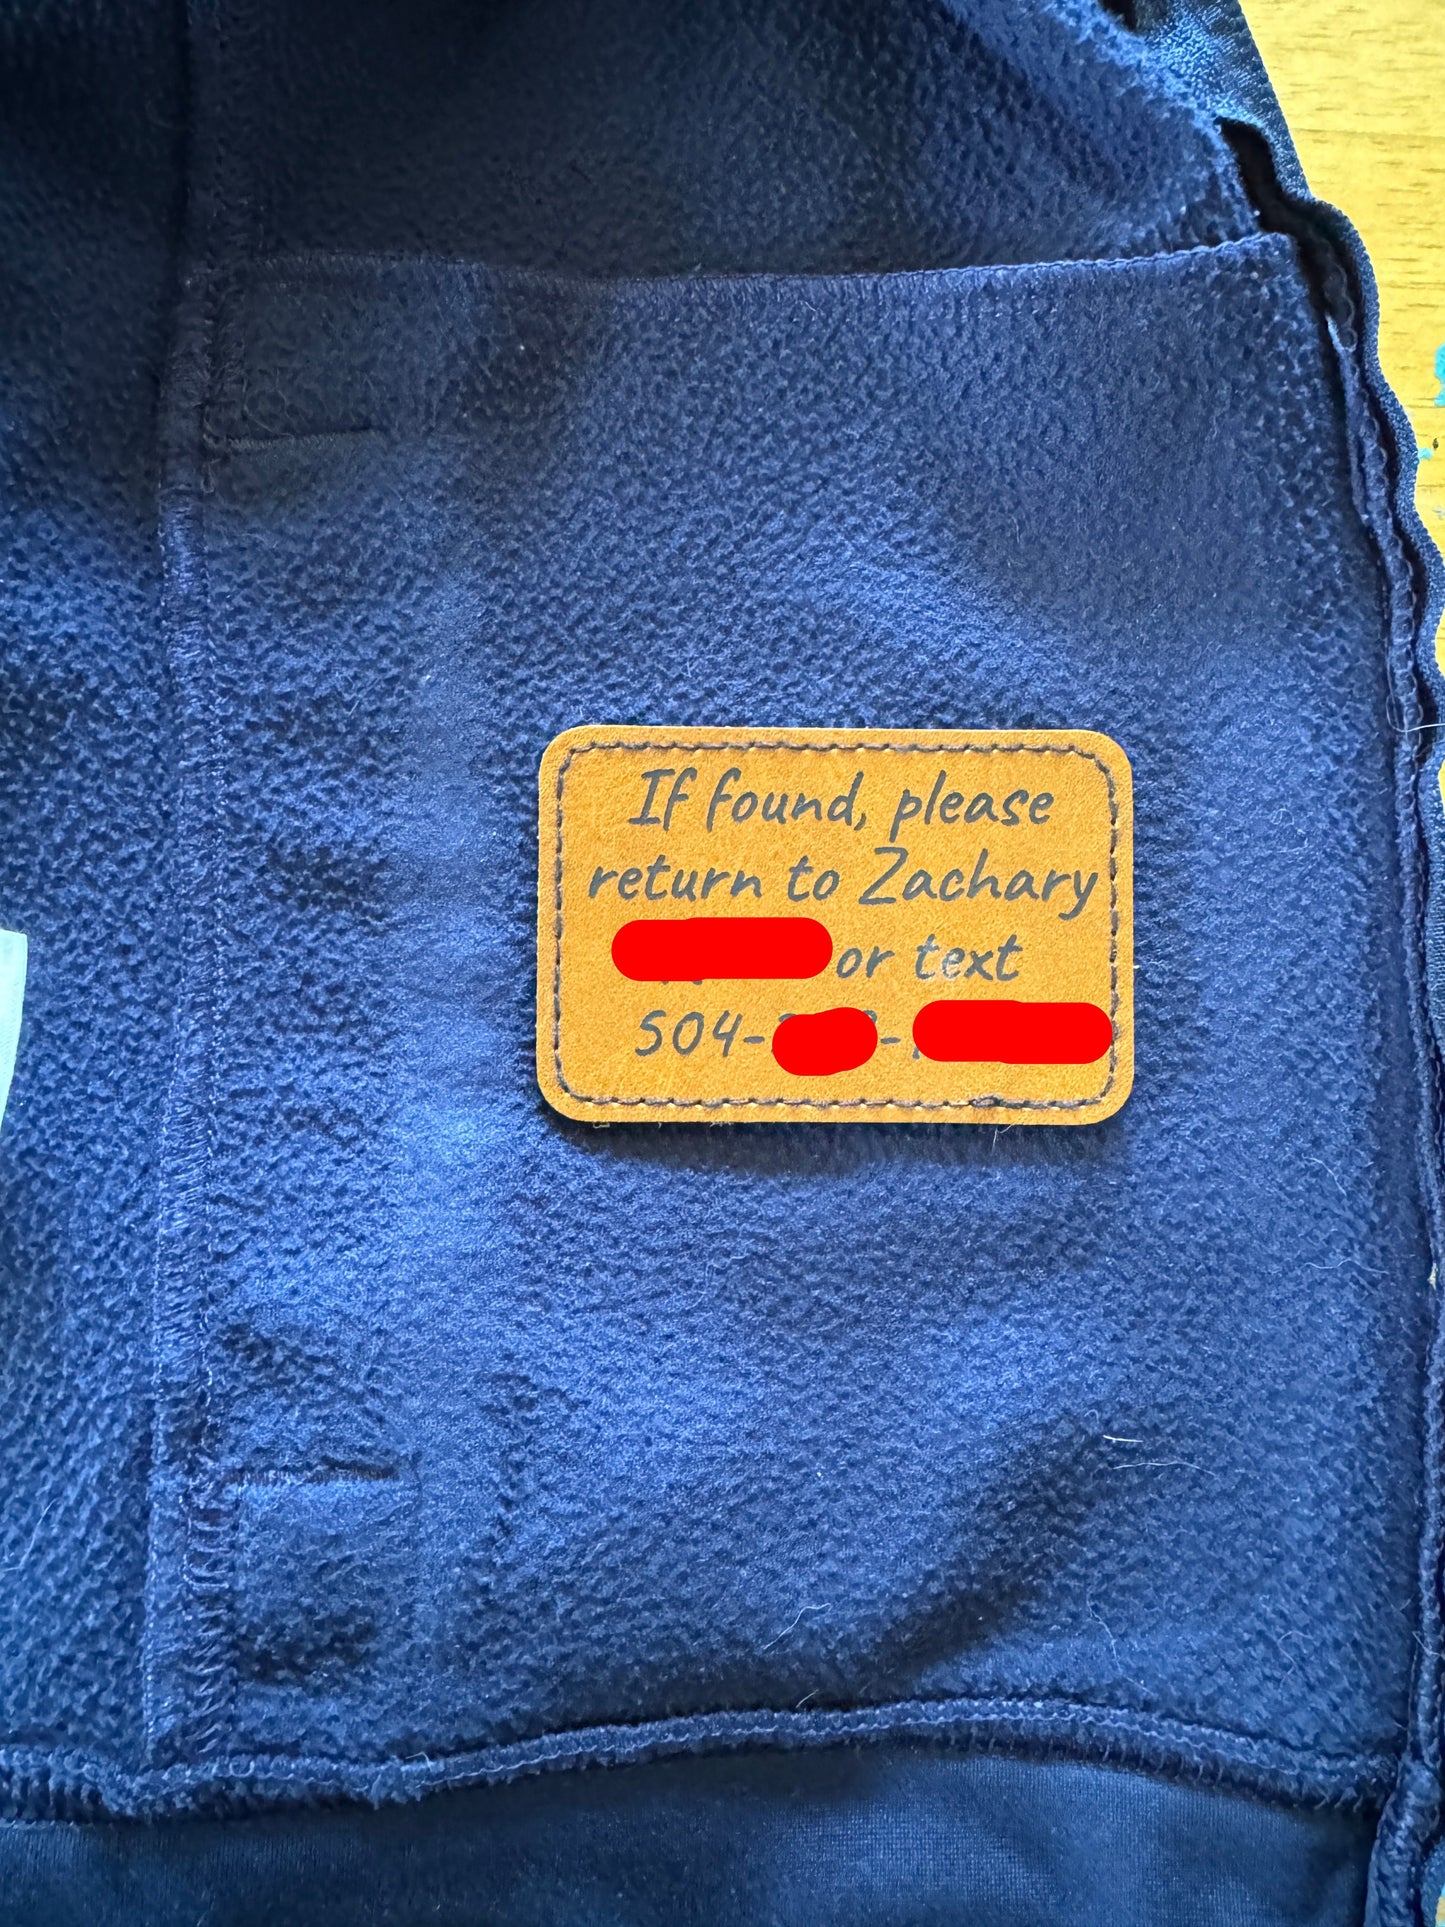 If found, please
return to Zachary
or text
504-